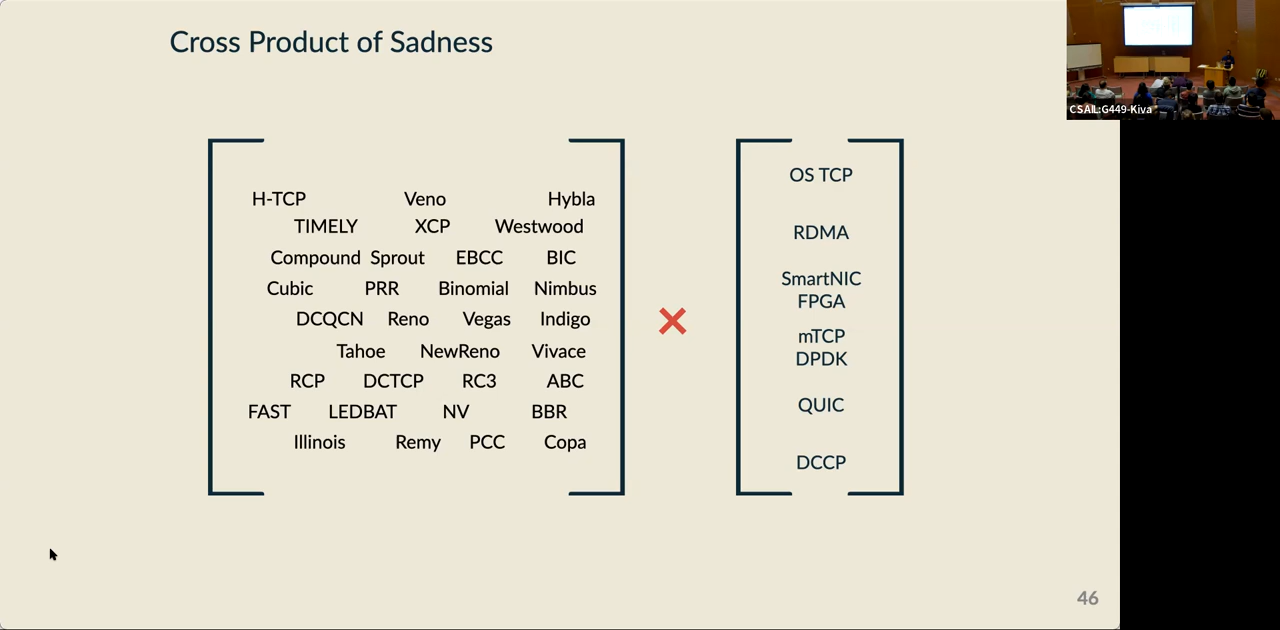 Cross Product of Sadness
CSAIL:G449-Kiva
H-TCP Veno Hybla
TIMELY XCP Westwood
Compound Sprout EBCC BIC
Cubic PRR Binomial Nimbus
DCQCN Reno Vegas Indigo
Tahoe NewReno Vivace
RCP DCTCP RC3 ABC
FAST LEDBAT NV BBR
Illinois Remy PCC Copa
OS TCP
RDMA
SmartNIC
FPGA
mTCP
DPDK
QUIC
DCCP
46